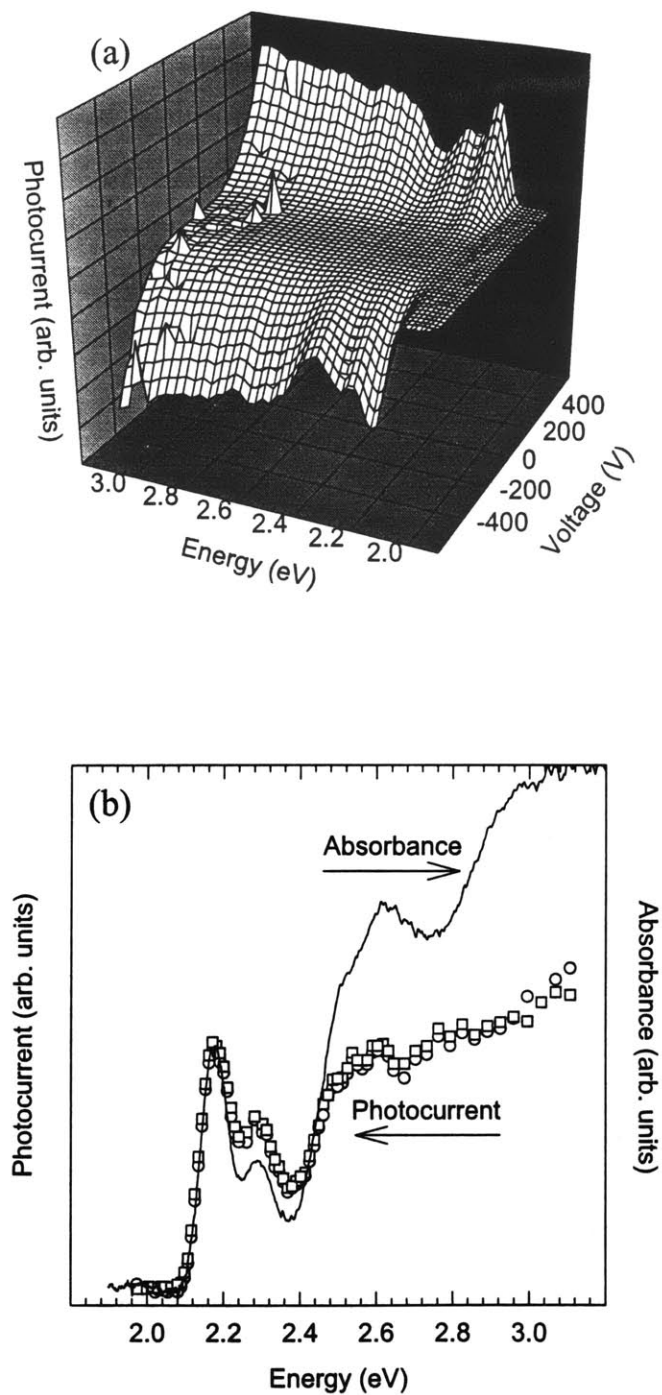 (a)
Photocurrent (arb. units)
3.0
2.8
2.6
2.4
2.2
2.0
Energy (eV)
400
200
0
-200
-400
Voltage (V)
(b)
Absorbance
Photocurrent
Photocurrent (arb. units)
Absorbance (arb. units)
2.0 2.2 2.4 2.6 2.8 3.0
Energy (eV)